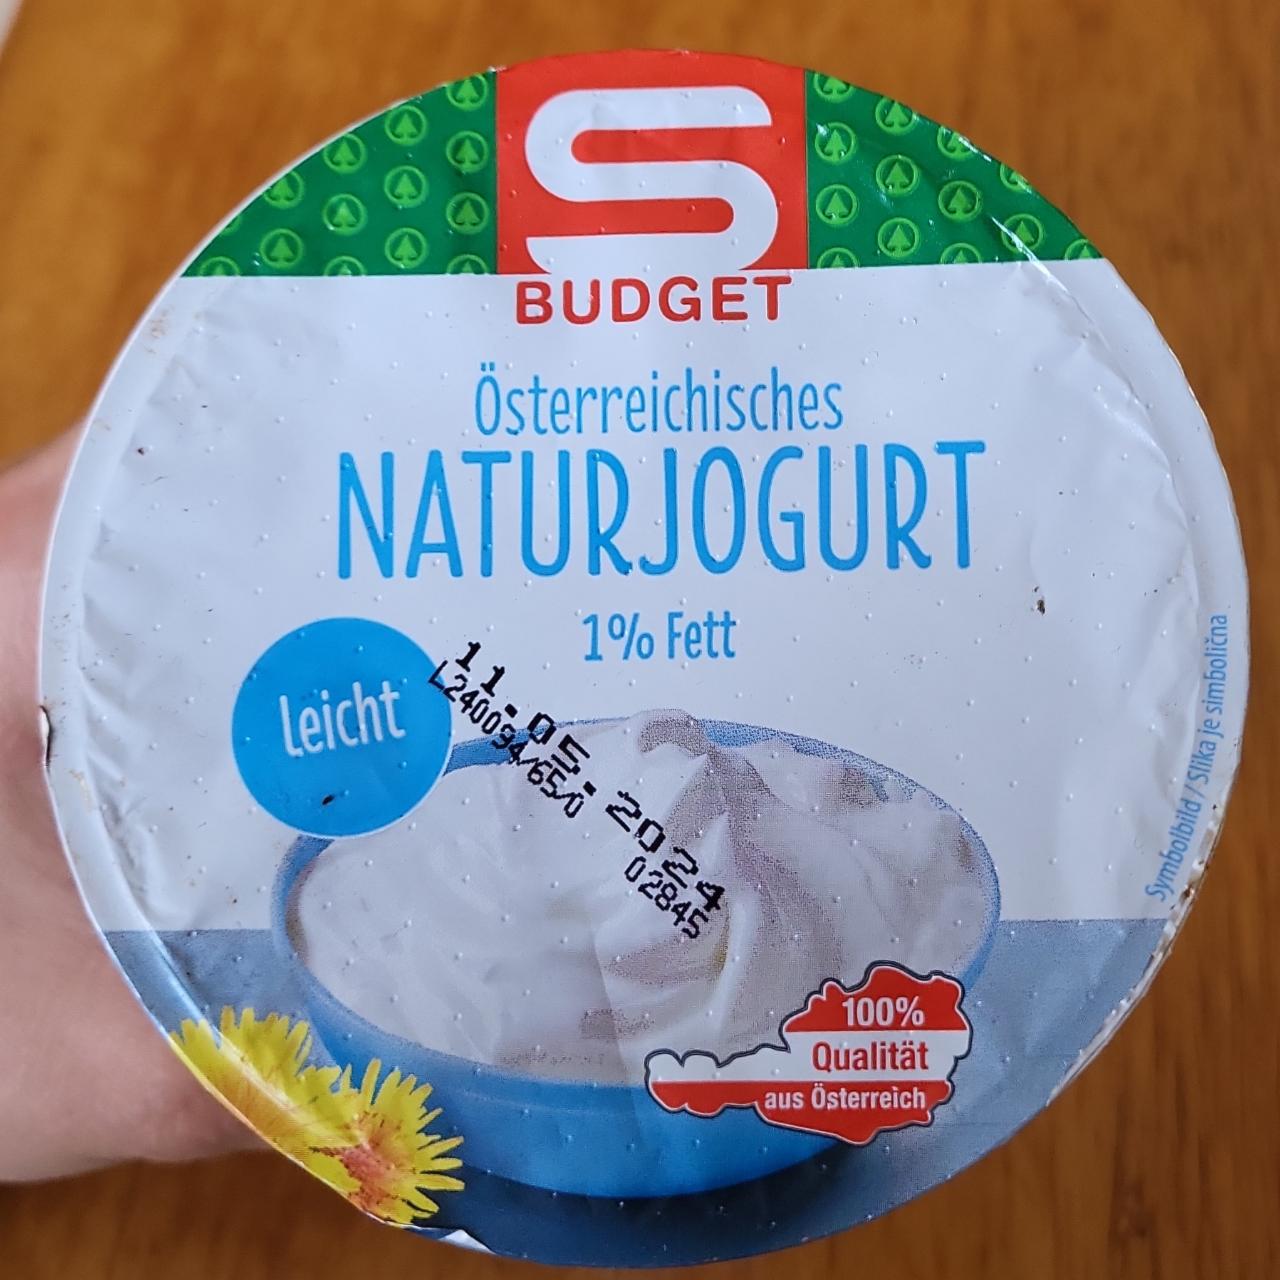 S
BUDGET
Österreichisches
NATURJOGURT
1% Fett
Leicht
11.05.2024
L240094/65/0
02845
100%
Qualität
aus Österreich
Symbolbild / Slika je simbolična